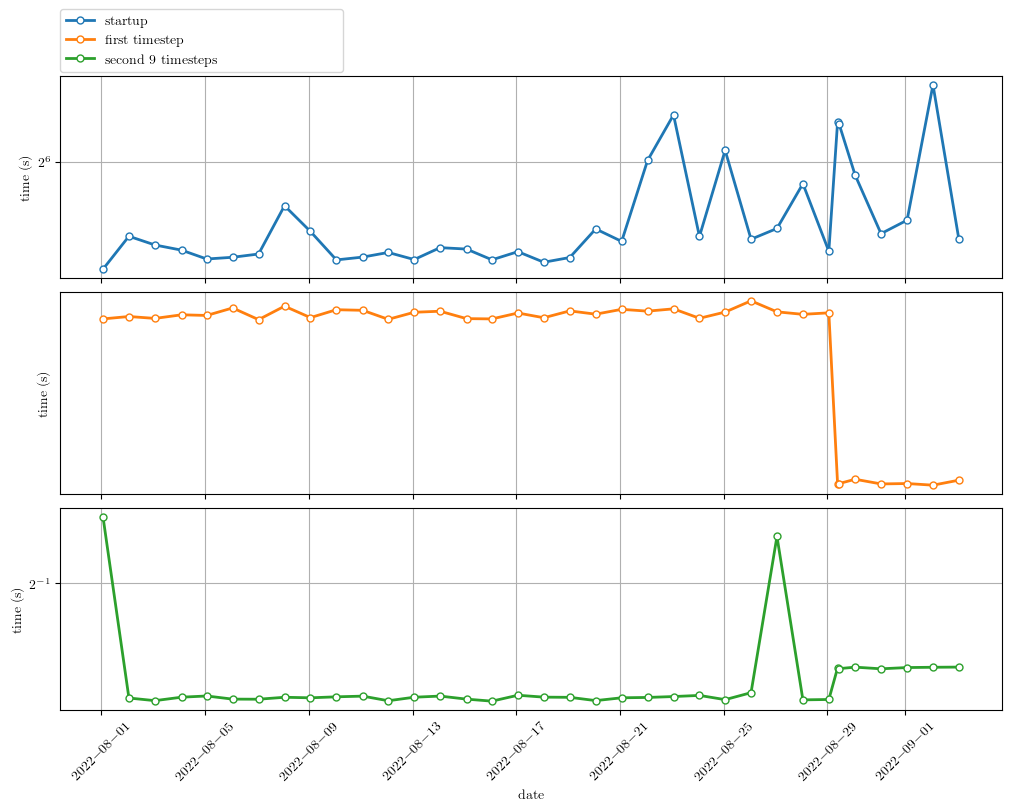 startup
first timestep
second 9 timesteps
time (s)
2^6
time (s)
time (s)
2^{-1}
2022−08−01
2022−08−05
2022−08−09
2022−08−13
2022−08−17
2022−08−21
2022−08−25
2022−08−29
2022−09−01
date